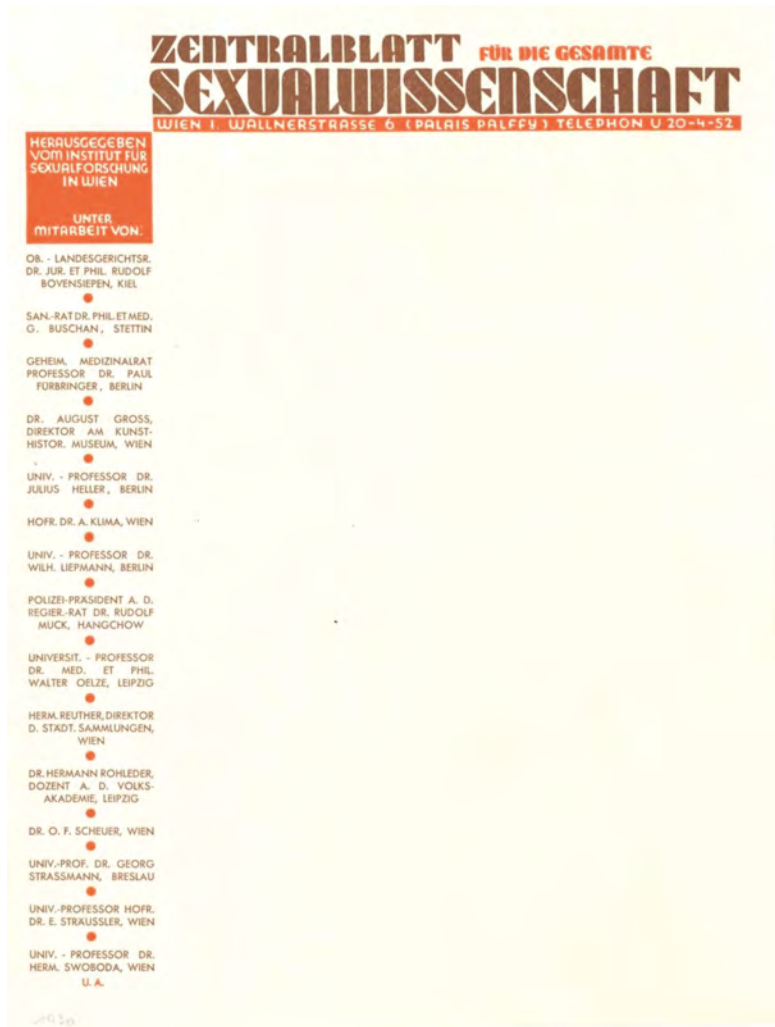 ZENTRALBLATT FÜR DIE GESAMTE
SEXUALWISSENSCHAFT
WIEN I. WALLNERSTRASSE 6 (PALAIS PALFFY) TELEPHON U 20-4-52
HERAUSGEGEBEN
VOM INSTITUT FÜR
SEXUALFORSCHUNG
IN WIEN
UNTER
MITARBEIT VON:
OB. - LANDESGERICHTSR.
DR. JUR. ET PHIL. RUDOLF
BOVENSIEPEN, KIEL
SAN.-RAT DR. PHIL. ET MED.
G. BUSCHAN, STETTIN
GEHEIM. MEDIZINALRAT
PROFESSOR DR. PAUL
FÜRBRINGER, BERLIN
DR. AUGUST GROSS,
DIREKTOR AM KUNST-
HISTOR. MUSEUM, WIEN
UNIV. - PROFESSOR DR.
JULIUS HELLER, BERLIN
HOFR. DR. A. KLIMA, WIEN
UNIV. - PROFESSOR DR.
WILH. LIEPMANN, BERLIN
POLIZEI-PRÄSIDENT A. D.
REGIER.-RAT DR. RUDOLF
MUCK, HANGCHOW
UNIVERSIT. - PROFESSOR
DR. MED. ET PHIL.
WALTER OELZE, LEIPZIG
HERM. REUTHER, DIREKTOR
D. STÄDT. SAMMLUNGEN,
WIEN
DR. HERMANN ROHLEDER,
DOZENT A. D. VOLKS-
AKADEMIE, LEIPZIG
DR. O. F. SCHEUER, WIEN
UNIV.-PROF. DR. GEORG
STRASSMANN, BRESLAU
UNIV.-PROFESSOR HOFR.
DR. E. STRÄUSSLER, WIEN
UNIV. - PROFESSOR DR.
HERM. SWOBODA, WIEN
U. A.
1930